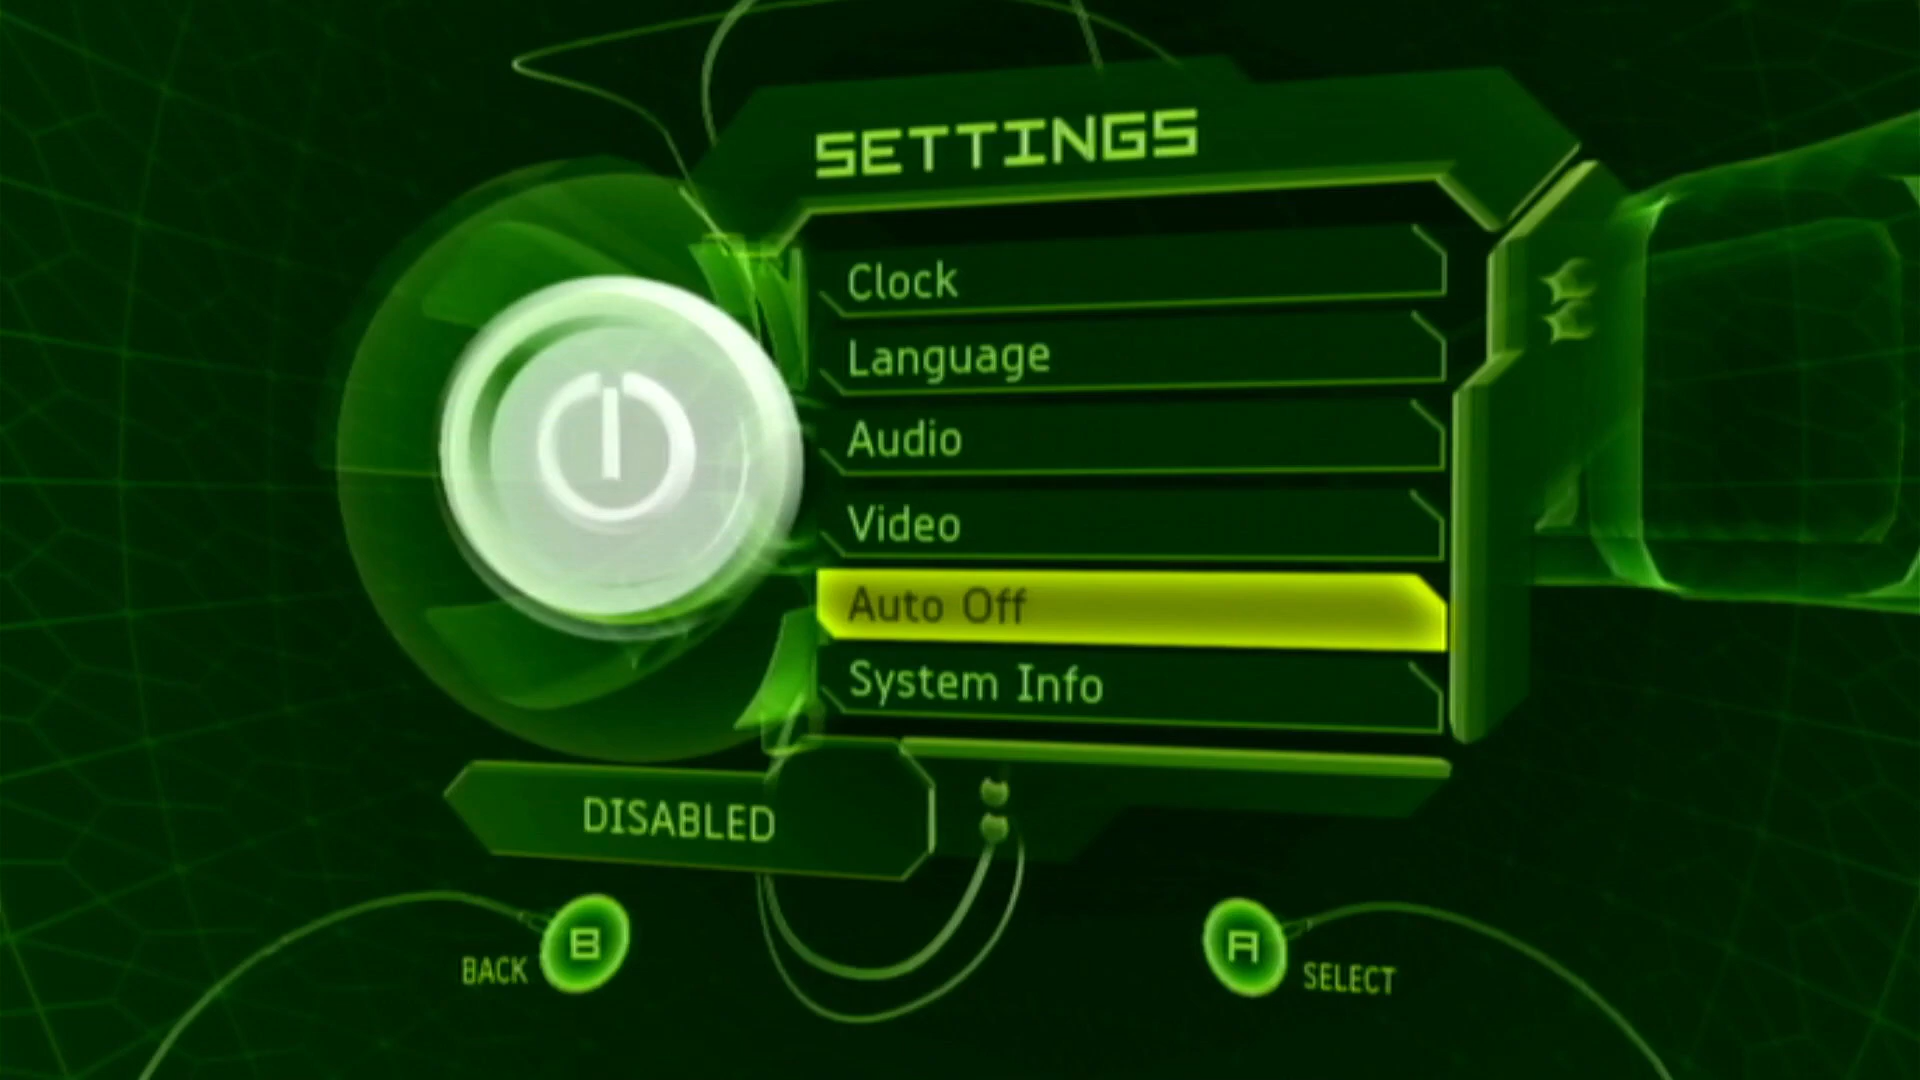 SETTINGS
Clock
Language
Audio
Video
Auto Off
System Info
DISABLED
BACK B
A SELECT